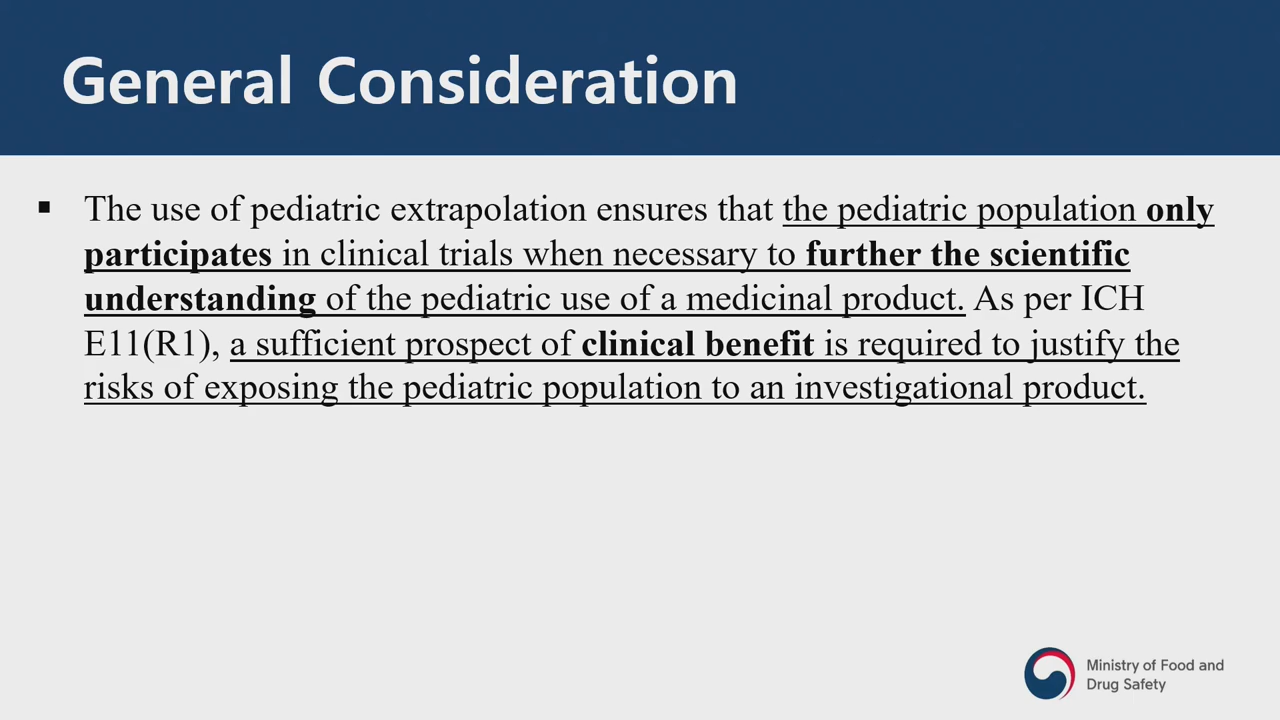 General Consideration
▪ The use of pediatric extrapolation ensures that the pediatric population only
participates in clinical trials when necessary to further the scientific
understanding of the pediatric use of a medicinal product. As per ICH
E11(R1), a sufficient prospect of clinical benefit is required to justify the
risks of exposing the pediatric population to an investigational product.
Ministry of Food and
Drug Safety